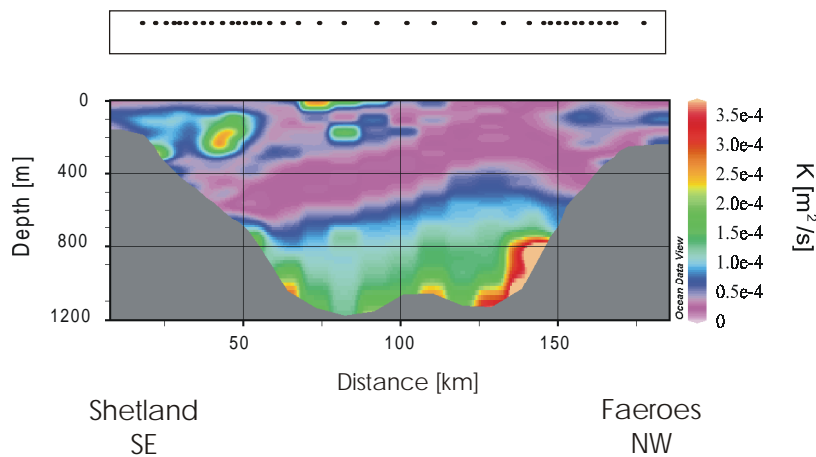 0
400
800
1200
Depth [m]
50
100
150
Distance [km]
Ocean Data View
3.5e-4
3.0e-4
2.5e-4
2.0e-4
1.5e-4
1.0e-4
0.5e-4
0
K [m²/s]
Shetland
SE
Faeroes
NW